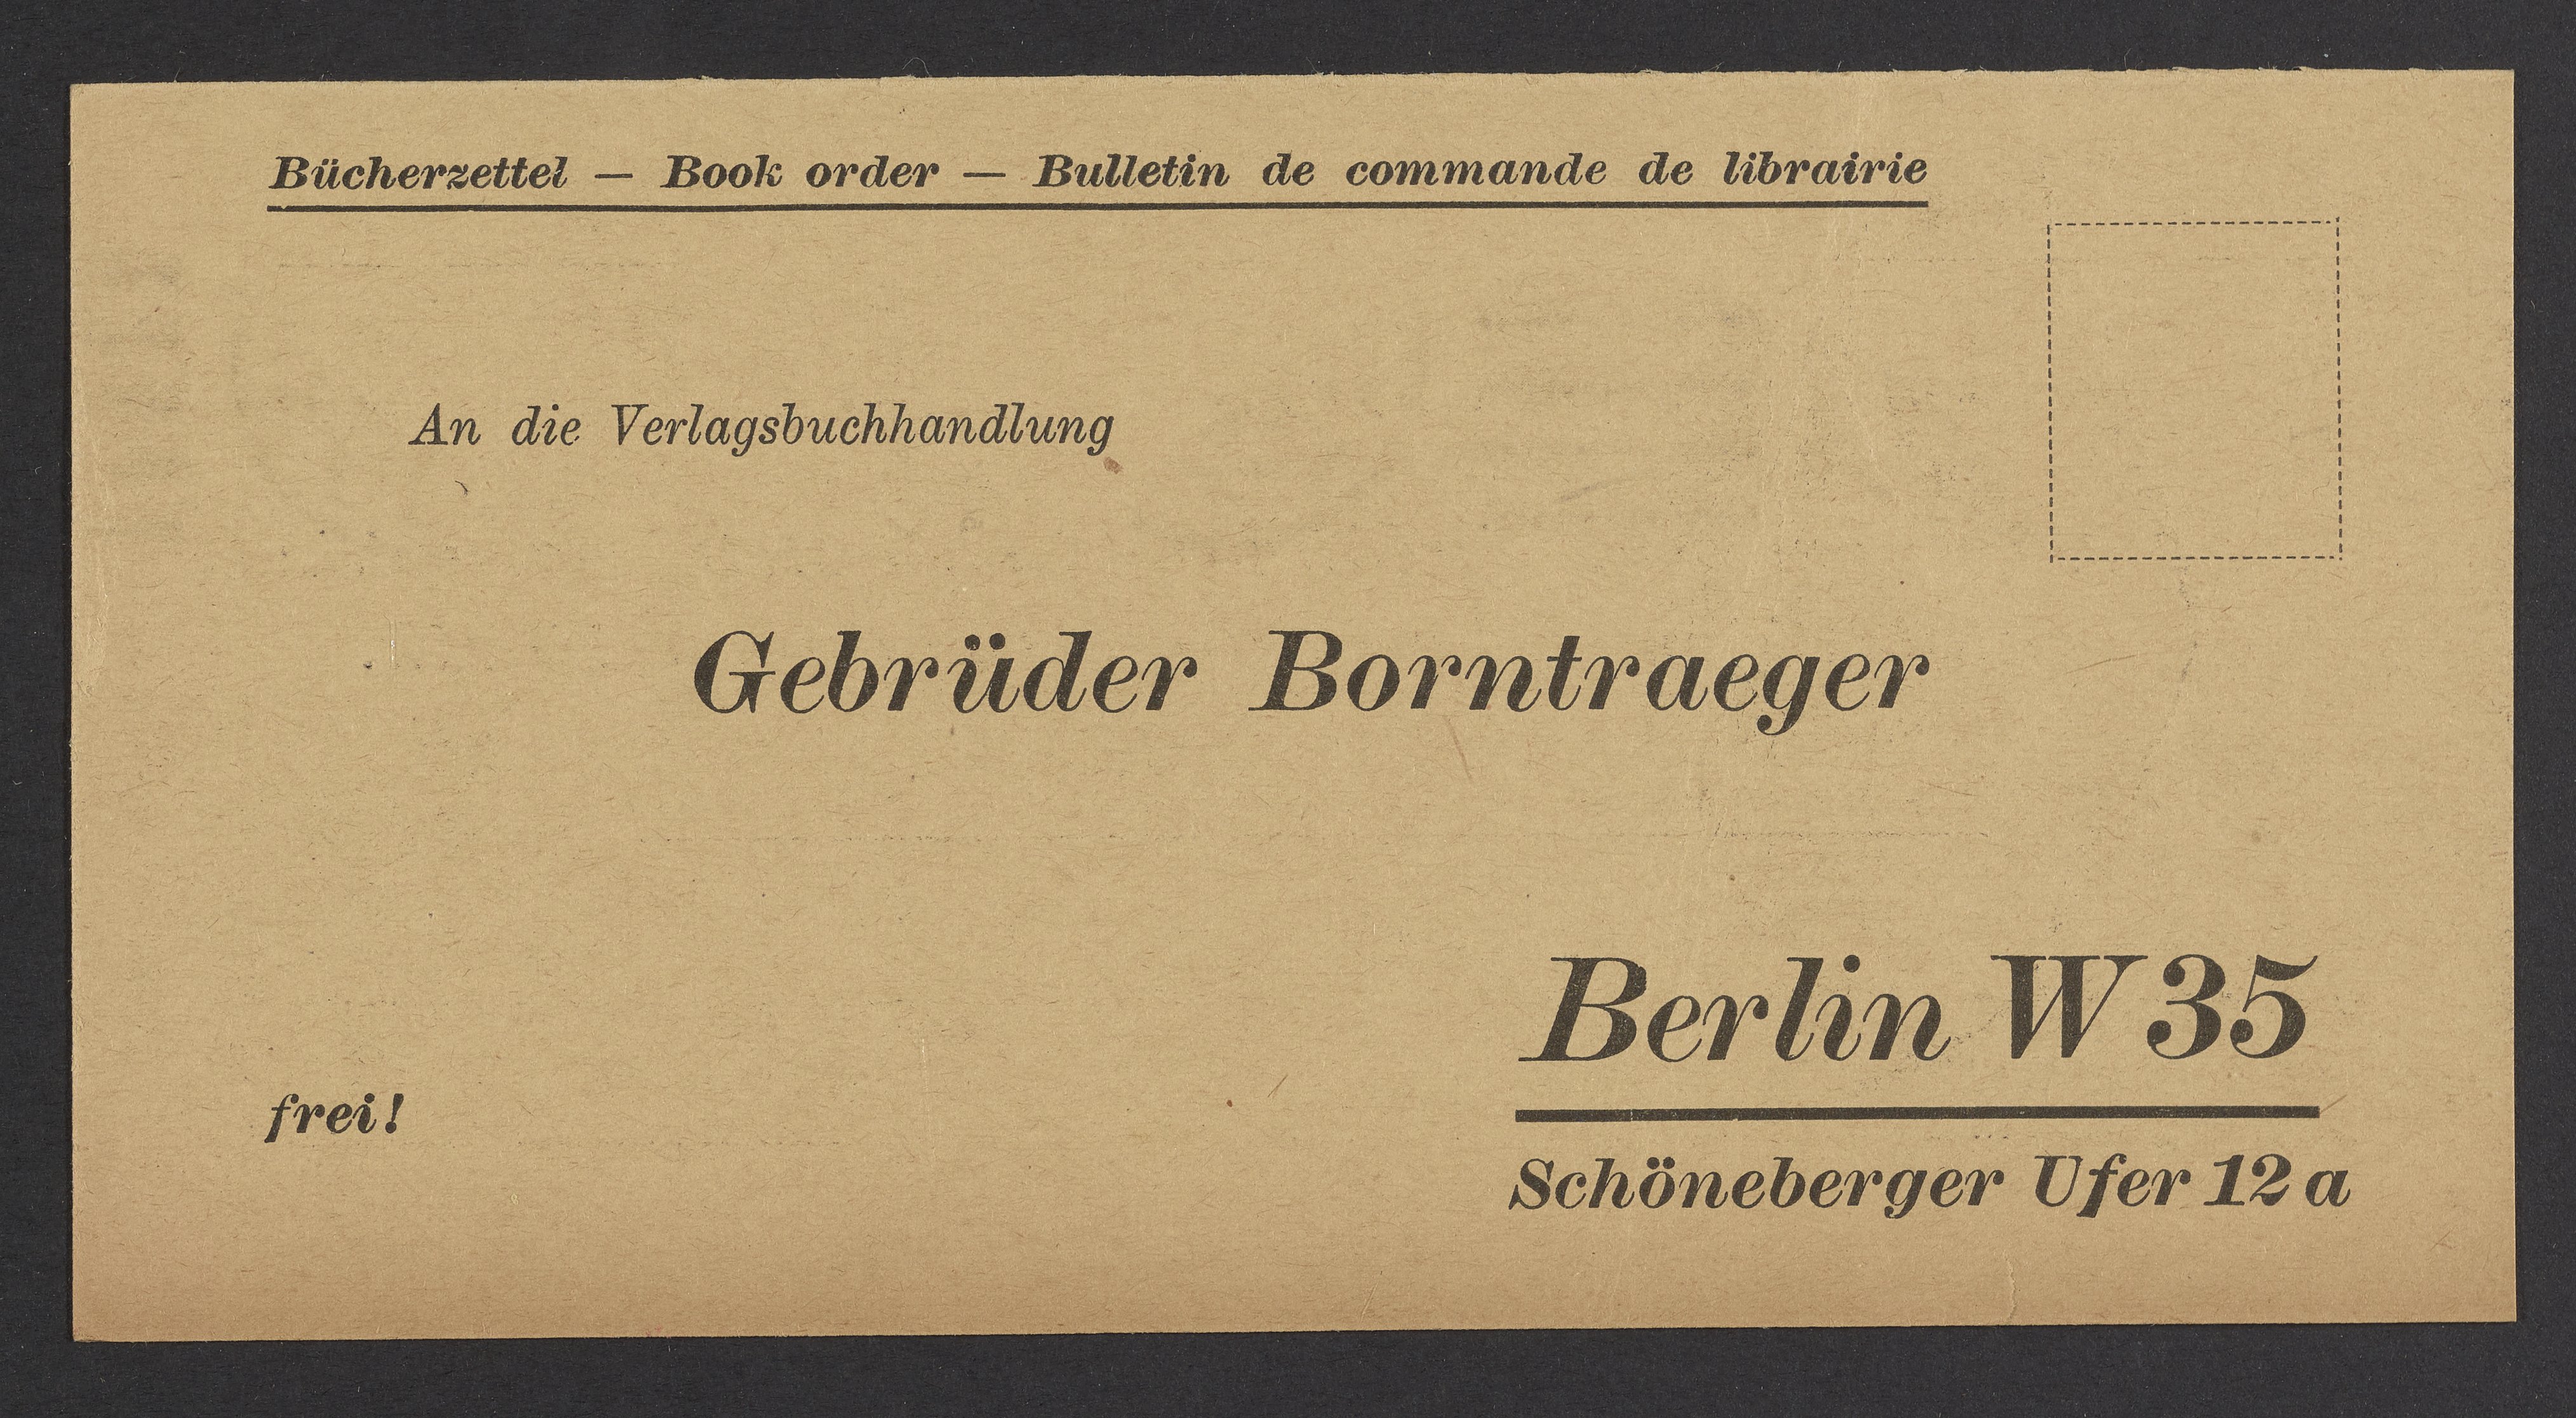 Bücherzettel — Book order — Bulletin de commande de librairie
An die Verlagsbuchhandlung
Gebrüder Borntraeger
Berlin W 35
frei!
Schöneberger Ufer 12 a